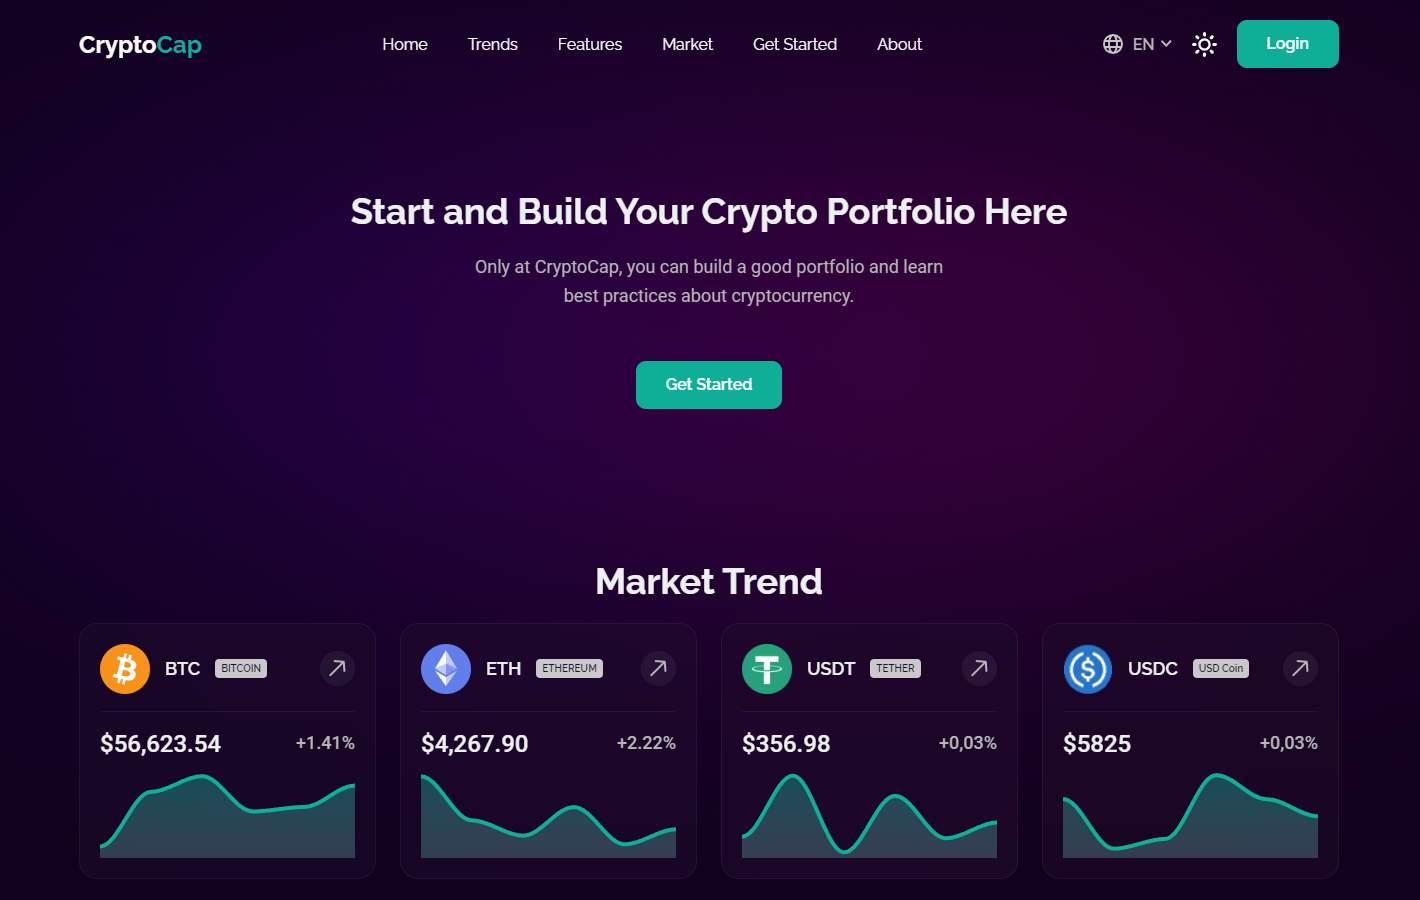 CryptoCap
Home Trends Features Market Get Started About
EN
Login
Start and Build Your Crypto Portfolio Here
Only at CryptoCap, you can build a good portfolio and learn
best practices about cryptocurrency.
Get Started
Market Trend
BTC BITCOIN
$56,623.54 +1.41%
ETH ETHEREUM
$4,267.90 +2.22%
USDT TETHER
$356.98 +0,03%
USDC USD Coin
$5825 +0,03%